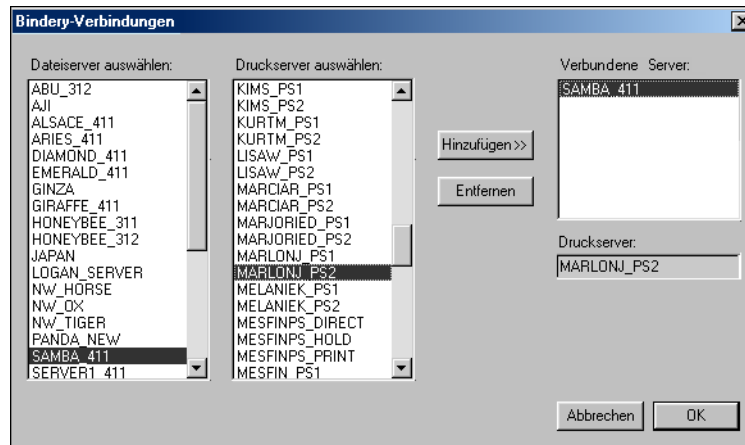 Bindery-Verbindungen
Dateiserver auswählen:
ABU_312
AJI
ALSACE_411
ARIES_411
DIAMOND_411
EMERALD_411
GINZA
GIRAFFE_411
HONEYBEE_311
HONEYBEE_312
JAPAN
LOGAN_SERVER
NW_HORSE
NW_OX
NW_TIGER
PANDA_NEW
SAMBA_411
SERVER1_411
Druckserver auswählen:
KIMS_PS1
KIMS_PS2
KURTM_PS1
KURTM_PS2
LISAW_PS1
LISAW_PS2
MARCIAR_PS1
MARCIAR_PS2
MARJORIED_PS1
MARJORIED_PS2
MARLONJ_PS1
MARLONJ_PS2
MELANIEK_PS1
MELANIEK_PS2
MESFINPS_DIRECT
MESFINPS_HOLD
MESFINPS_PRINT
MESFIN_PS1
Hinzufügen>>
Entfernen
Verbundene Server:
SAMBA_411
Druckserver:
MARLONJ_PS2
Abbrechen
OK